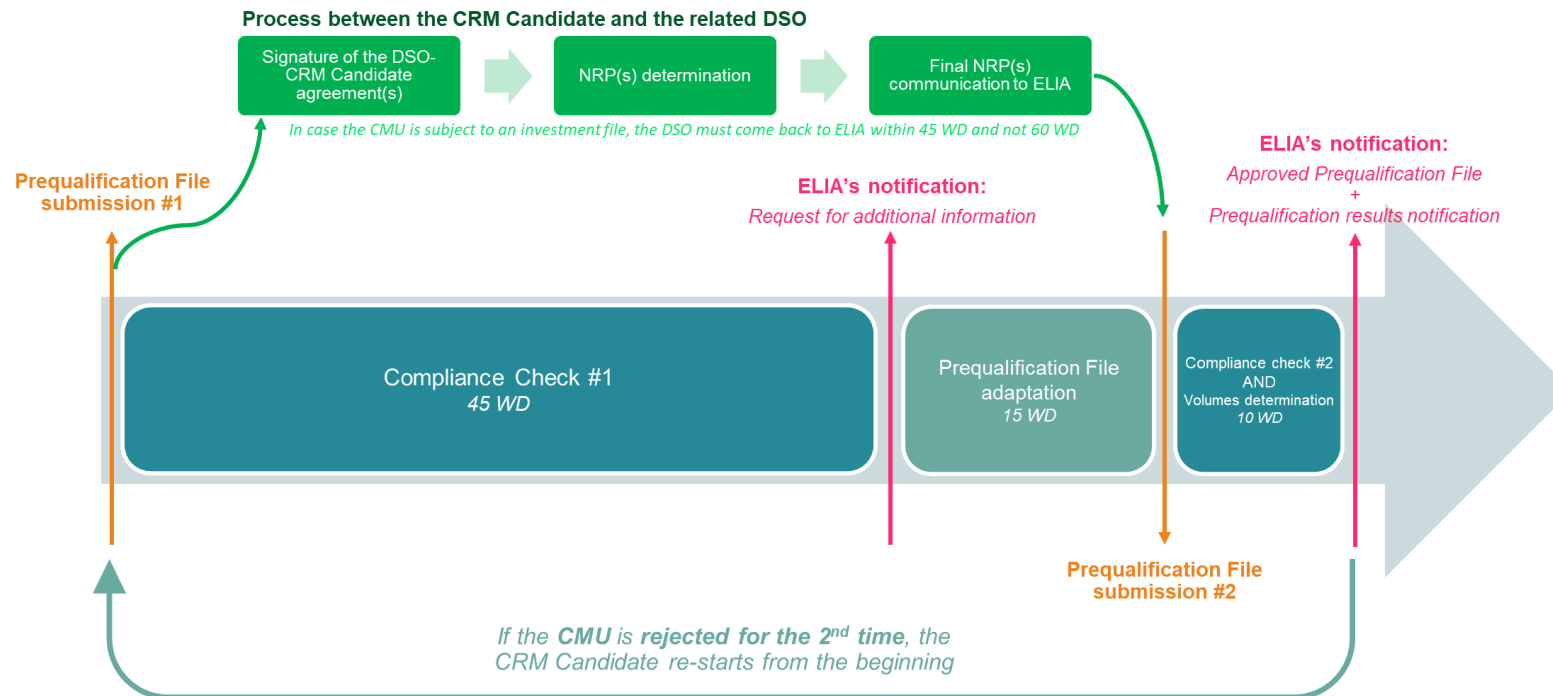 Process between the CRM Candidate and the related DSO
Signature of the DSO-
CRM Candidate
agreement(s)
NRP(s) determination
Final NRP(s)
communication to ELIA
In case the CMU is subject to an investment file, the DSO must come back to ELIA within 45 WD and not 60 WD
Prequalification File
submission #1
ELIA’s notification:
Request for additional information
ELIA’s notification:
Approved Prequalification File
+
Prequalification results notification
Compliance Check #1
45 WD
Prequalification File
adaptation
15 WD
Compliance check #2
AND
Volumes determination
10 WD
Prequalification File
submission #2
If the CMU is rejected for the 2nd time, the
CRM Candidate re-starts from the beginning